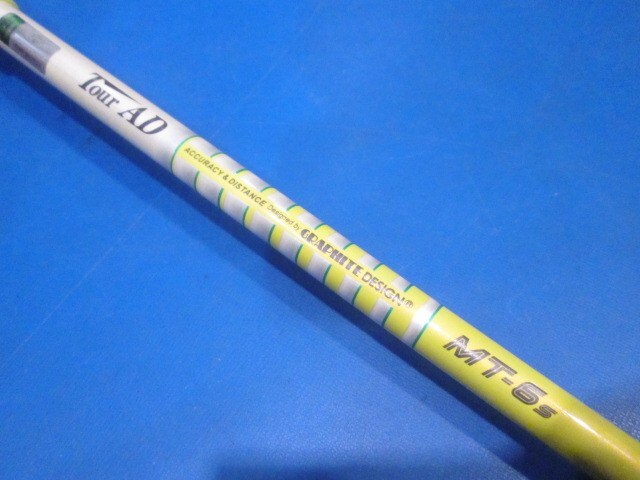 Tour AD
ACCURACY & DISTANCE Designed by GRAPHITE DESIGN®
MT-6s